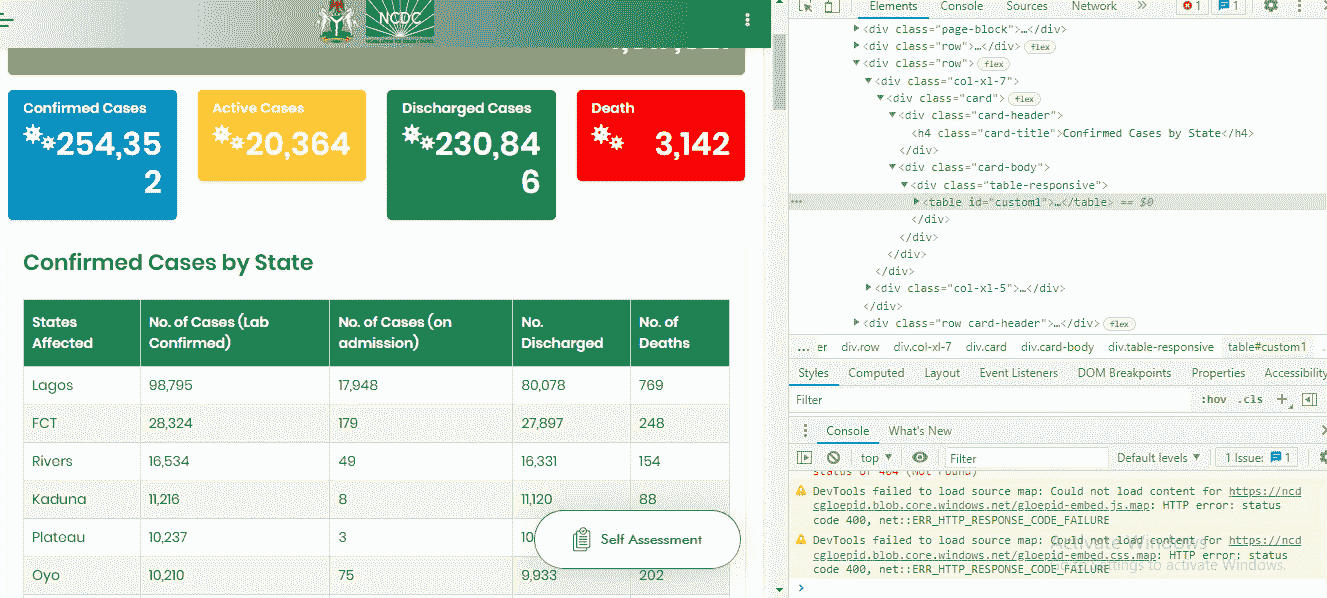 NCDC
Confirmed Cases
254,35
2
Active Cases
20,364
Discharged Cases
230,84
6
Death
3,142
Confirmed Cases by State
States Affected | No. of Cases (Lab Confirmed) | No. of Cases (on admission) | No. Discharged | No. of Deaths
Lagos 98,795 17,948 80,078 769
FCT 28,324 179 27,897 248
Rivers 16,534 49 16,331 154
Kaduna 11,216 8 11,120 88
Plateau 10,237 3 10
Oyo 10,210 75 9,933 202
Self Assessment
Elements Console Sources Network » 1 1
<div class="page-block">…</div>
<div class="row">…</div> flex
<div class="row"> flex
<div class="col-xl-7">
<div class="card"> flex
<div class="card-header">
<h4 class="card-title">Confirmed Cases by State</h4>
</div>
<div class="card-body">
<div class="table-responsive">
… <table id="custom1">…</table> == $0
</div>
</div>
</div>
</div>
<div class="col-xl-5">…</div>
</div>
<div class="row card-header">…</div> flex
... er div.row div.col-xl-7 div.card div.card-body div.table-responsive table#custom1
Styles Computed Layout Event Listeners DOM Breakpoints Properties Accessibility
Filter :hov .cls +
Console What's New
top Filter Default levels 1 Issue: 1
status of 404 (Not Found)
DevTools failed to load source map: Could not load content for https://ncd
cgloepid.blob.core.windows.net/gloepid-embed.js.map: HTTP error: status
code 400, net::ERR_HTTP_RESPONSE_CODE_FAILURE
DevTools failed to load source map: Could not load content for https://ncd
cgloepid.blob.core.windows.net/gloepid-embed.css.map: HTTP error: status
code 400, net::ERR_HTTP_RESPONSE_CODE_FAILURE
Activate Windows
Go to Settings to activate Windows.